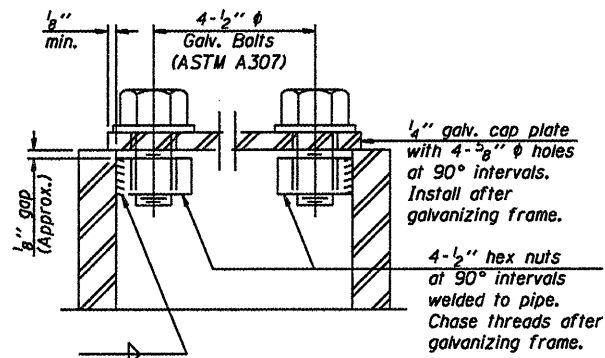 1/8" min.
4-1/2" ϕ
Galv. Bolts
(ASTM A307)
1/4" galv. cap plate
with 4-5/8" ϕ holes
at 90° intervals.
Install after
galvanizing frame.
1/8" gap
(Approx.)
4-1/2" hex nuts
at 90° intervals
welded to pipe.
Chase threads after
galvanizing frame.